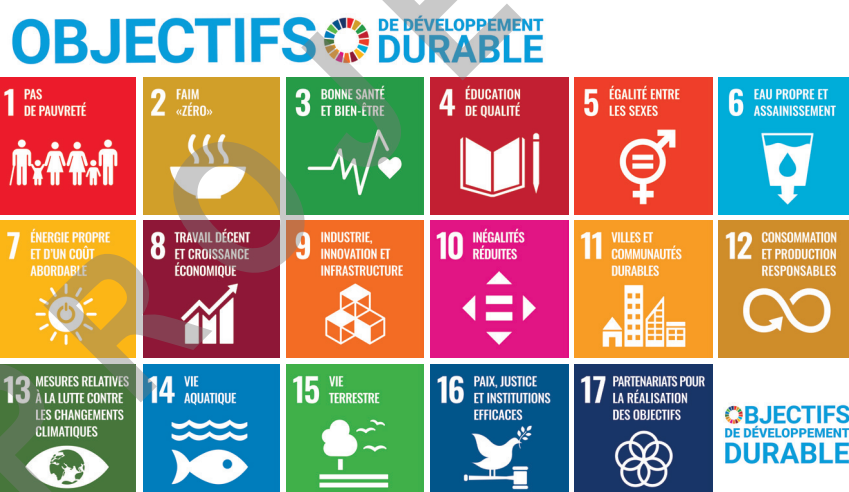 OBJECTIFS DE DÉVELOPPEMENT
DURABLE
1 PAS
DE PAUVRETÉ
2 FAIM
«ZÉRO»
3 BONNE SANTÉ
ET BIEN-ÊTRE
4 ÉDUCATION
DE QUALITÉ
5 ÉGALITÉ ENTRE
LES SEXES
6 EAU PROPRE ET
ASSAINISSEMENT
7 ÉNERGIE PROPRE
ET D'UN COÛT
ABORDABLE
8 TRAVAIL DÉCENT
ET CROISSANCE
ÉCONOMIQUE
9 INDUSTRIE,
INNOVATION ET
INFRASTRUCTURE
10 INÉGALITÉS
RÉDUITES
11 VILLES ET
COMMUNAUTÉS
DURABLES
12 CONSOMMATION
ET PRODUCTION
RESPONSABLES
13 MESURES RELATIVES
À LA LUTTE CONTRE
LES CHANGEMENTS
CLIMATIQUES
14 VIE
AQUATIQUE
15 VIE
TERRESTRE
16 PAIX, JUSTICE
ET INSTITUTIONS
EFFICACES
17 PARTENARIATS POUR
LA RÉALISATION
DES OBJECTIFS
OBJECTIFS
DE DÉVELOPPEMENT
DURABLE